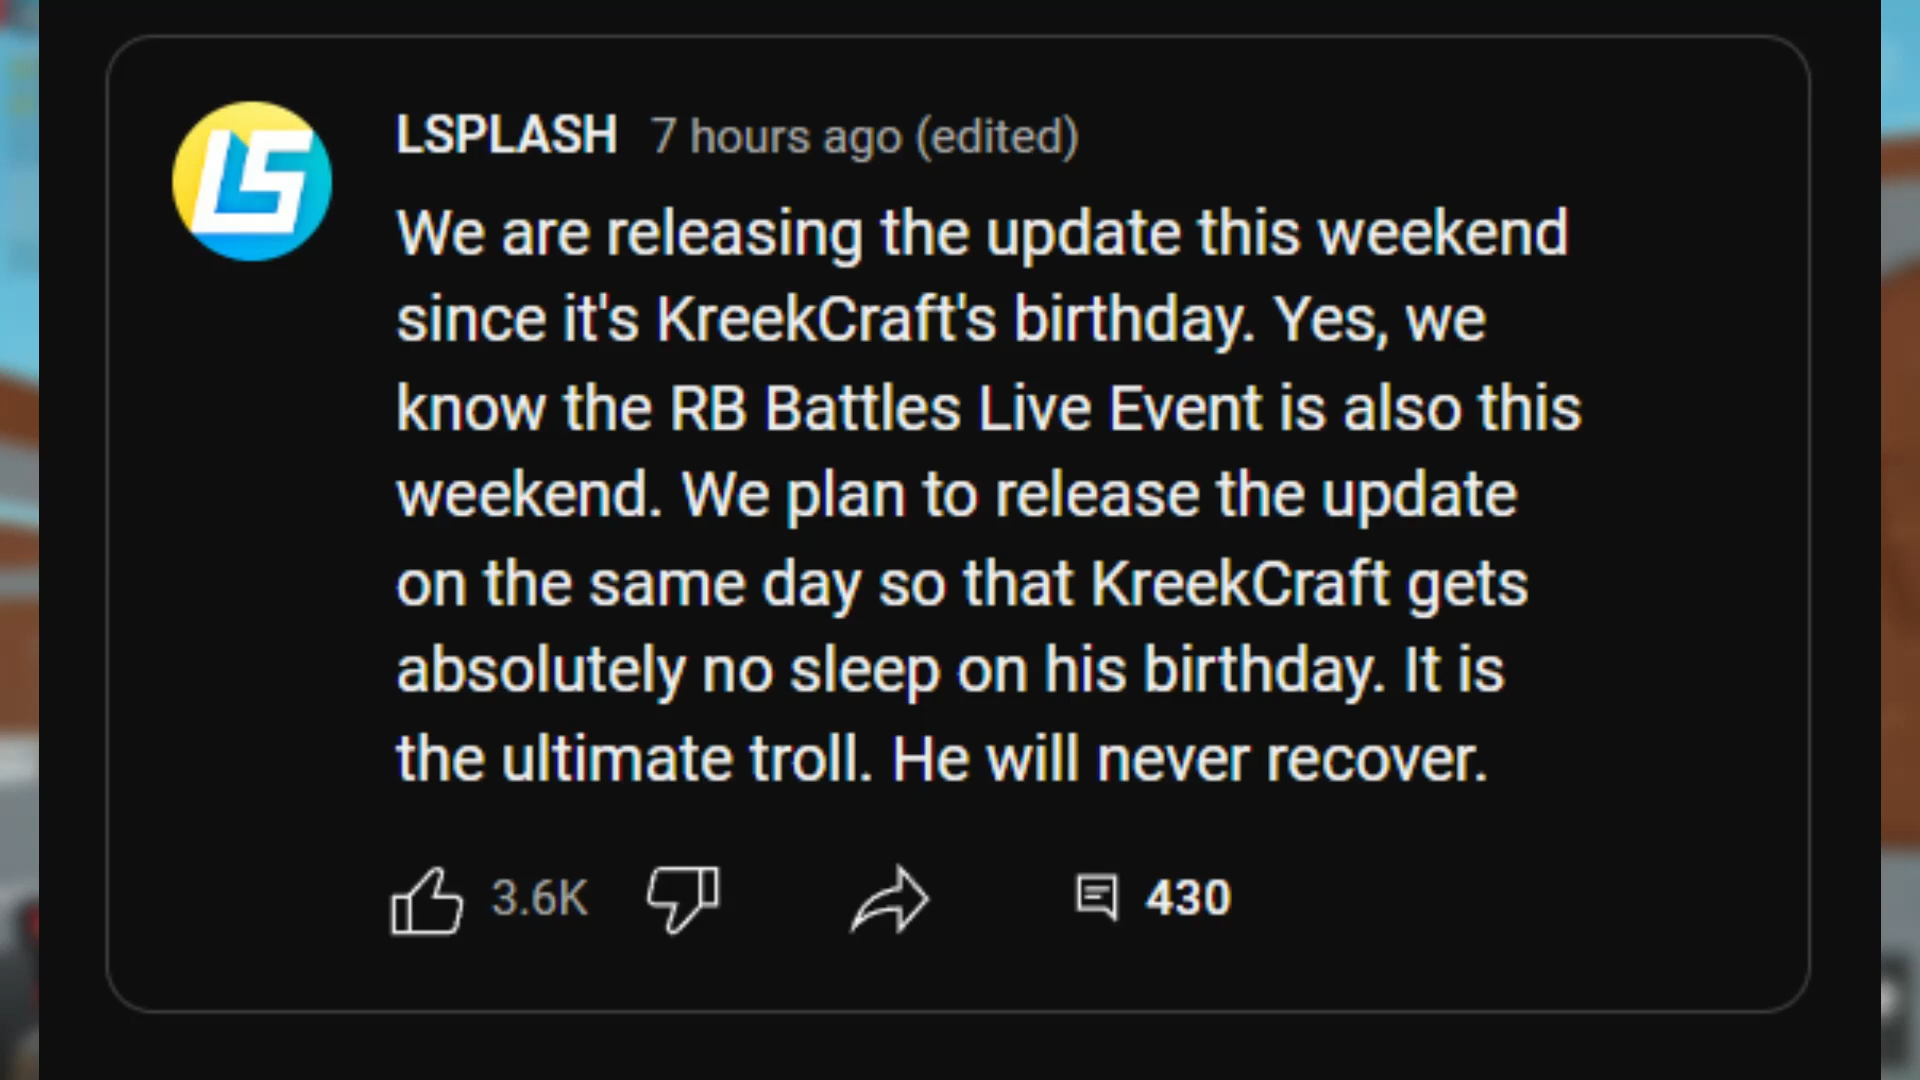 LS
LSPLASH 7 hours ago (edited)
We are releasing the update this weekend
since it's KreekCraft's birthday. Yes, we
know the RB Battles Live Event is also this
weekend. We plan to release the update
on the same day so that KreekCraft gets
absolutely no sleep on his birthday. It is
the ultimate troll. He will never recover.
3.6K 430